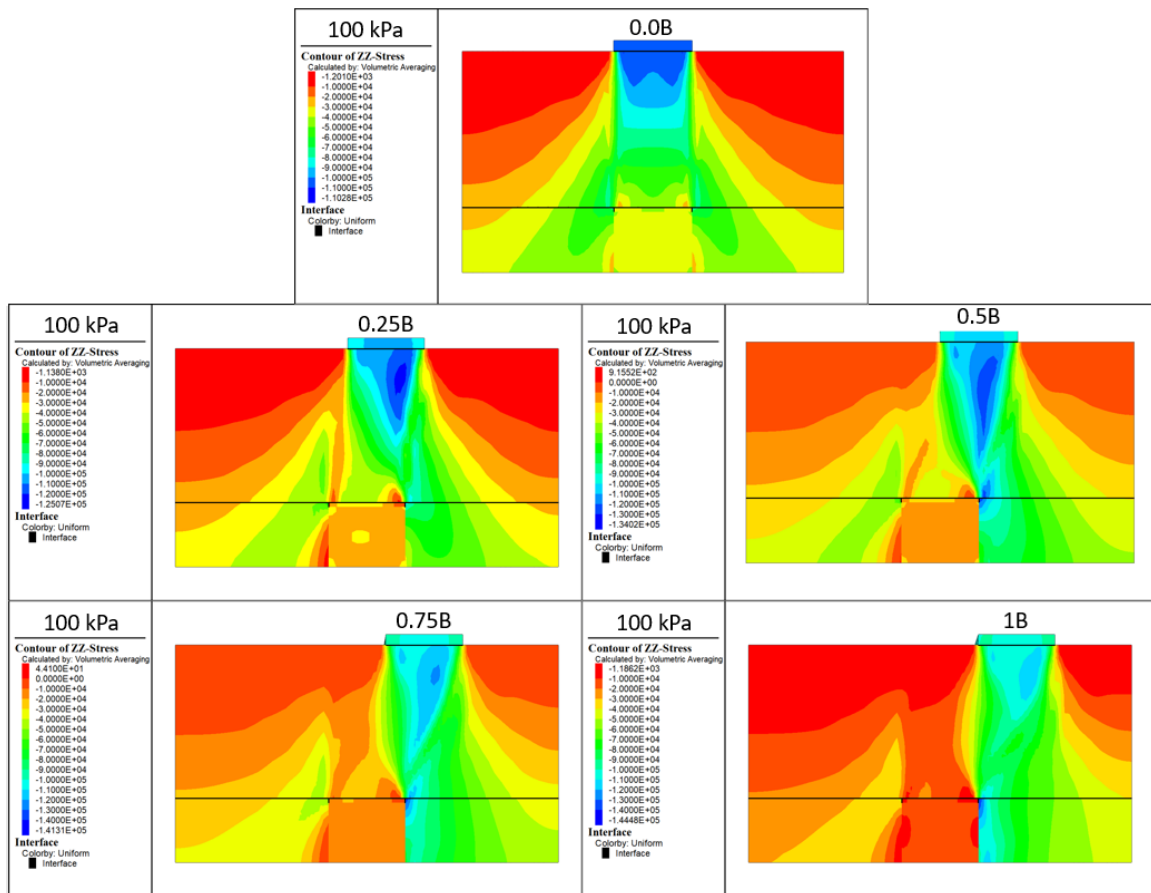 100 kPa
0.0B
Contour of ZZ-Stress
Calculated by: Volumetric Averaging
-1.2010E+03
-1.0000E+04
-2.0000E+04
-3.0000E+04
-4.0000E+04
-5.0000E+04
-6.0000E+04
-7.0000E+04
-8.0000E+04
-9.0000E+04
-1.0000E+05
-1.1000E+05
-1.1028E+05
Interface
Colorby: Uniform
Interface
100 kPa
0.25B
Contour of ZZ-Stress
Calculated by: Volumetric Averaging
-1.1380E+03
-1.0000E+04
-2.0000E+04
-3.0000E+04
-4.0000E+04
-5.0000E+04
-6.0000E+04
-7.0000E+04
-8.0000E+04
-9.0000E+04
-1.0000E+05
-1.1000E+05
-1.2000E+05
-1.2507E+05
Interface
Colorby: Uniform
Interface
100 kPa
0.5B
Contour of ZZ-Stress
Calculated by: Volumetric Averaging
9.1552E+02
0.0000E+00
-1.0000E+04
-2.0000E+04
-3.0000E+04
-4.0000E+04
-5.0000E+04
-6.0000E+04
-7.0000E+04
-8.0000E+04
-9.0000E+04
-1.0000E+05
-1.1000E+05
-1.2000E+05
-1.3000E+05
-1.3402E+05
Interface
Colorby: Uniform
Interface
100 kPa
0.75B
Contour of ZZ-Stress
Calculated by: Volumetric Averaging
4.4100E+01
0.0000E+00
-1.0000E+04
-2.0000E+04
-3.0000E+04
-4.0000E+04
-5.0000E+04
-6.0000E+04
-7.0000E+04
-8.0000E+04
-9.0000E+04
-1.0000E+05
-1.1000E+05
-1.2000E+05
-1.3000E+05
-1.4000E+05
-1.4131E+05
Interface
Colorby: Uniform
Interface
100 kPa
1B
Contour of ZZ-Stress
Calculated by: Volumetric Averaging
-1.1862E+03
-1.0000E+04
-2.0000E+04
-3.0000E+04
-4.0000E+04
-5.0000E+04
-6.0000E+04
-7.0000E+04
-8.0000E+04
-9.0000E+04
-1.0000E+05
-1.1000E+05
-1.2000E+05
-1.3000E+05
-1.4000E+05
-1.4448E+05
Interface
Colorby: Uniform
Interface